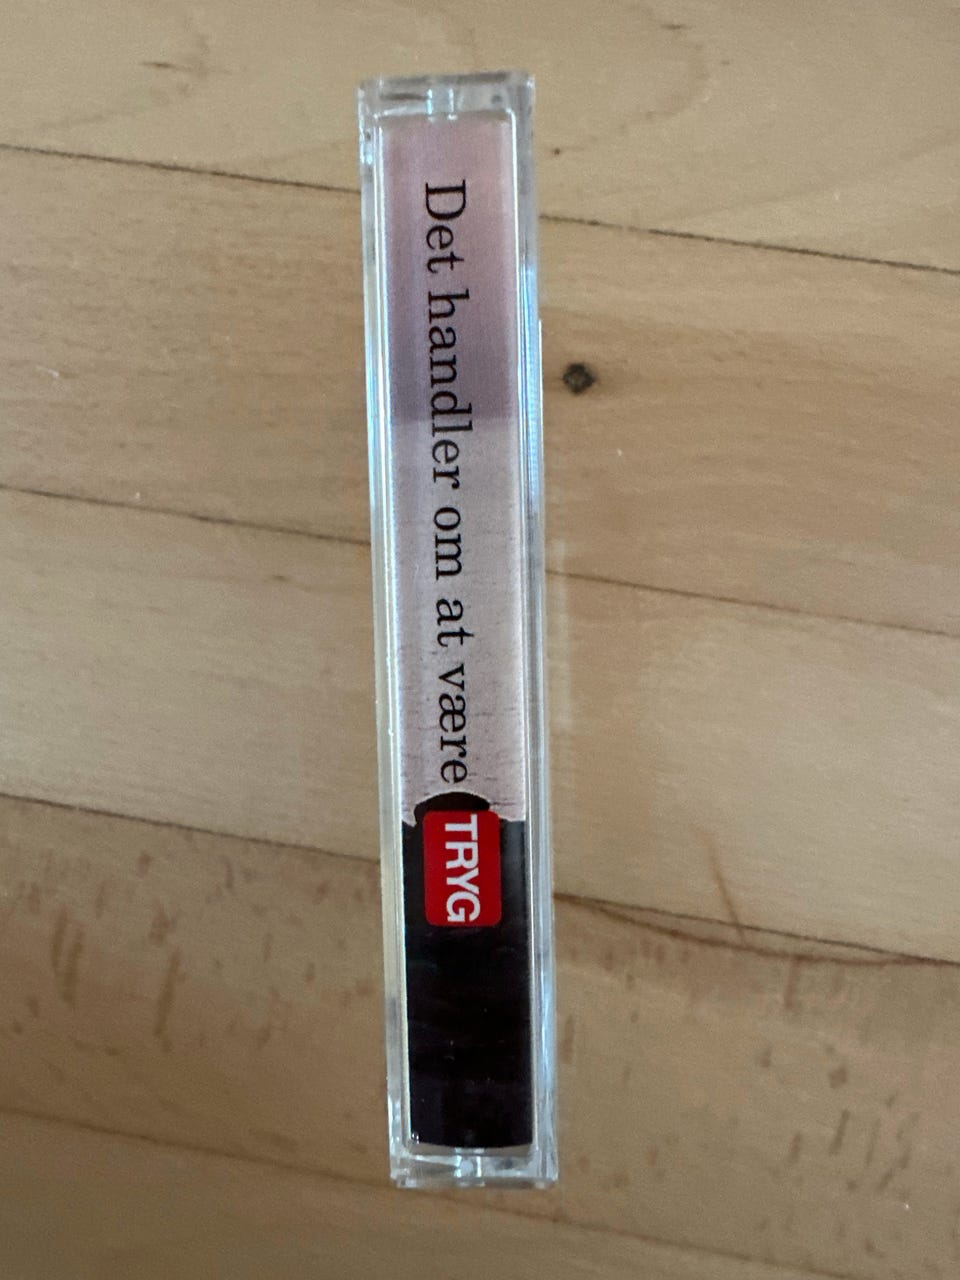 Det handler om at være TRYG